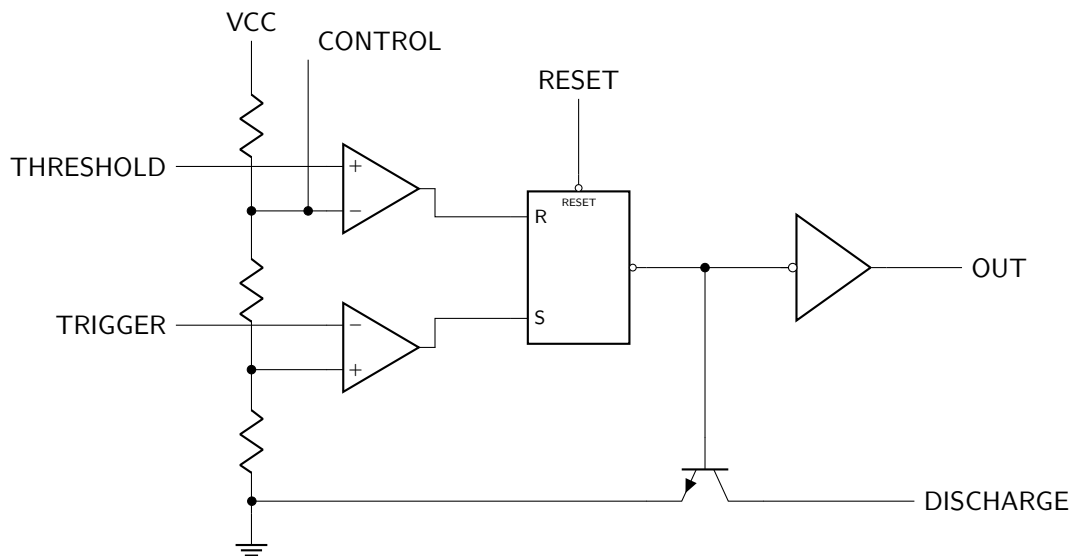 VCC
CONTROL
RESET
THRESHOLD
+
RESET
−
R
OUT
TRIGGER
−
S
+
DISCHARGE